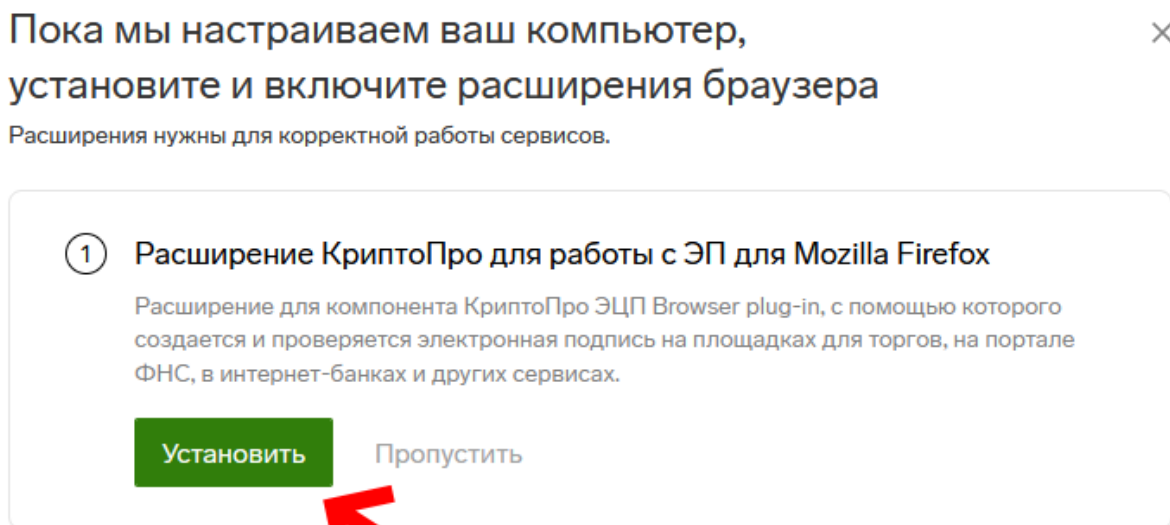 Пока мы настраиваем ваш компьютер,
установите и включите расширения браузера
Расширения нужны для корректной работы сервисов.
1 Расширение КриптоПро для работы с ЭП для Mozilla Firefox
Расширение для компонента КриптоПро ЭЦП Browser plug-in, с помощью которого
создается и проверяется электронная подпись на площадках для торгов, на портале
ФНС, в интернет-банках и других сервисах.
Установить Пропустить